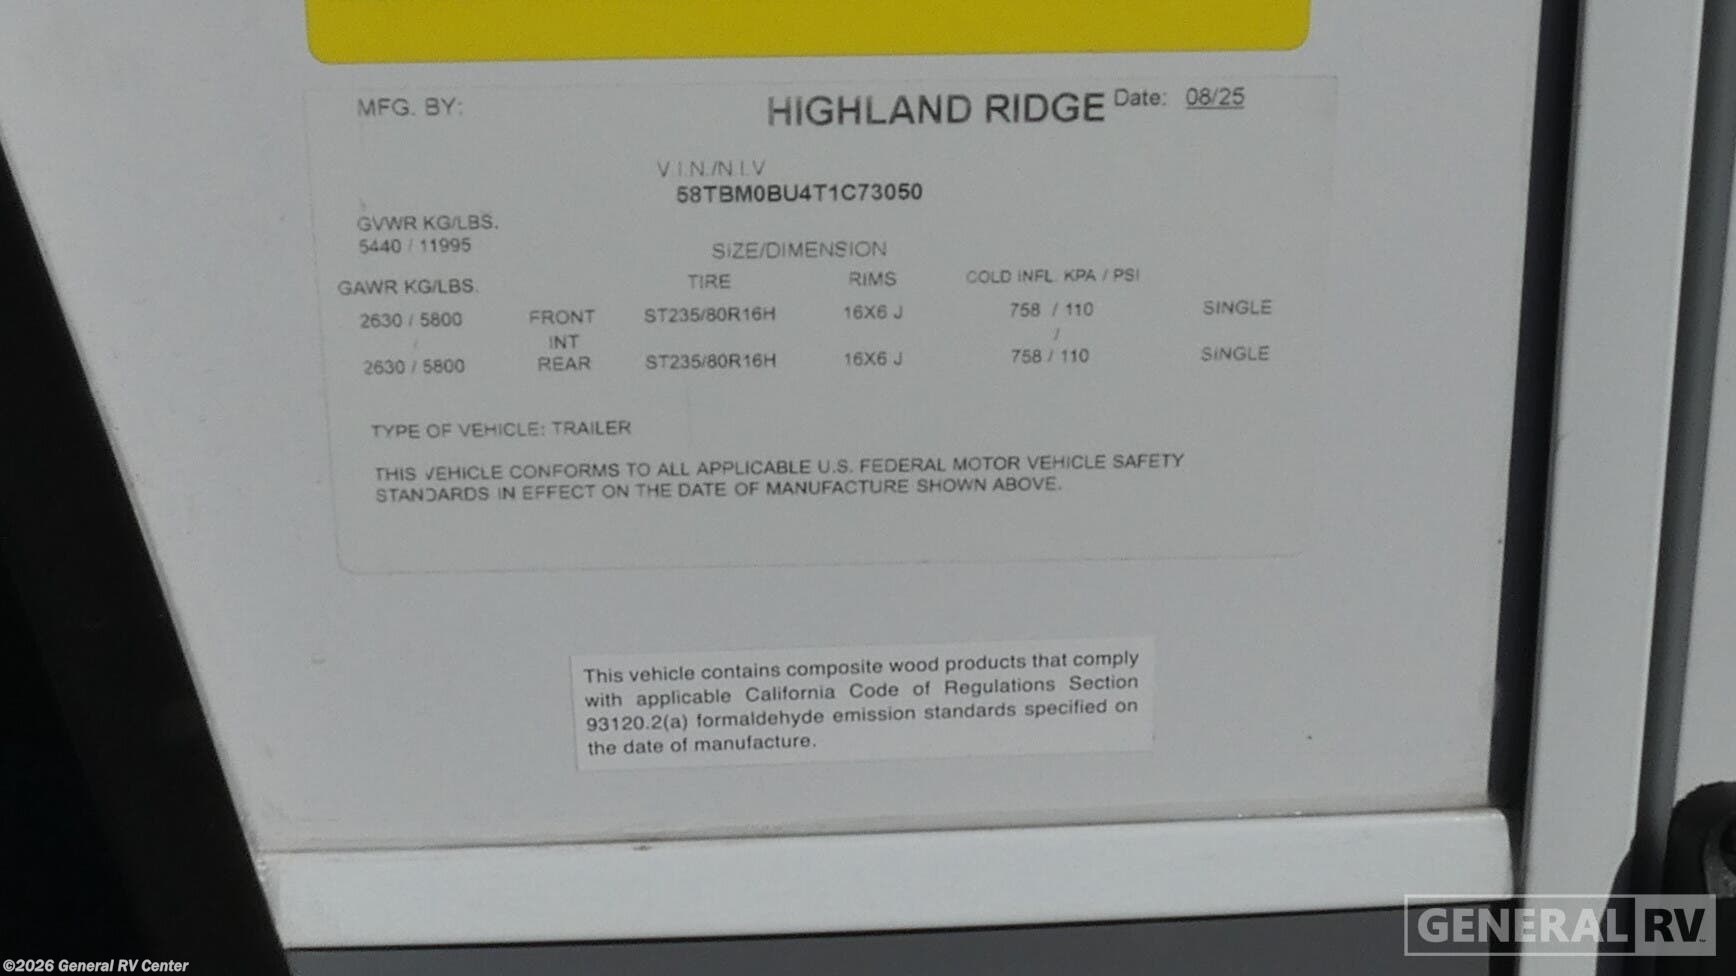 MFG. BY: HIGHLAND RIDGE Date: 08/25
V.I.N./N.I.V
58TBM0BU4T1C73050
GVWR KG/LBS.
5440 / 11995
SIZE/DIMENSION
GAWR KG/LBS. TIRE RIMS COLD INFL. KPA / PSI
2630 / 5800 FRONT ST235/80R16H 16X6 J 758 / 110 SINGLE
/ INT /
2630 / 5800 REAR ST235/80R16H 16X6 J 758 / 110 SINGLE
TYPE OF VEHICLE: TRAILER
THIS VEHICLE CONFORMS TO ALL APPLICABLE U.S. FEDERAL MOTOR VEHICLE SAFETY
STANDARDS IN EFFECT ON THE DATE OF MANUFACTURE SHOWN ABOVE.
This vehicle contains composite wood products that comply
with applicable California Code of Regulations Section
93120.2(a) formaldehyde emission standards specified on
the date of manufacture.
GENERAL RV
©2026 General RV Center